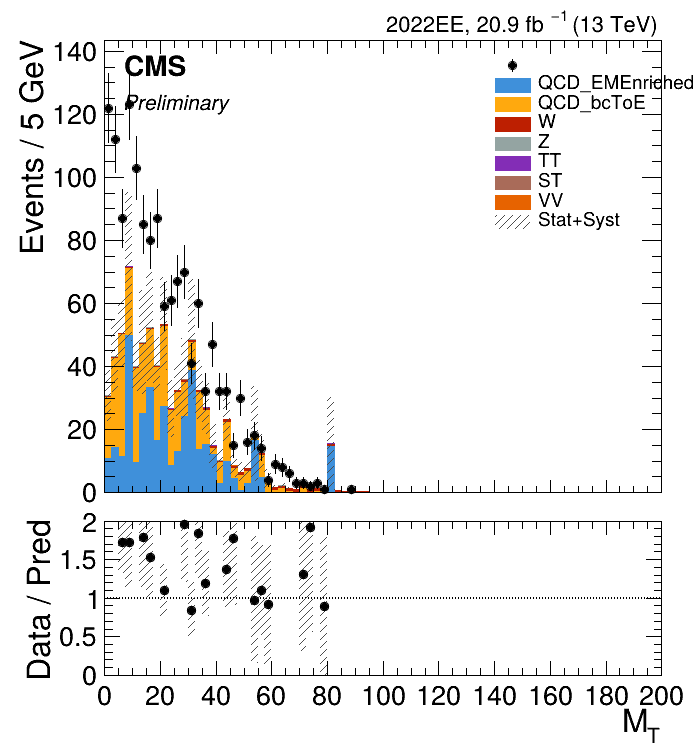 2022EE, 20.9 fb⁻¹ (13 TeV)
CMS
Preliminary
Events / 5 GeV
140
120
100
80
60
40
20
0
QCD_EMEnriched
QCD_bcToE
W
Z
TT
ST
VV
Stat+Syst
Data / Pred
2
1.5
1
0.5
0
0 20 40 60 80 100 120 140 160 180 200
M_T